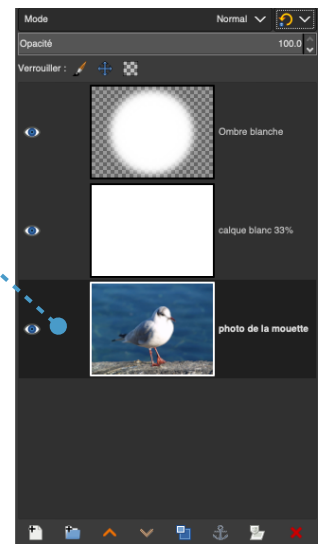 Mode Normal
Opacité 100.0
Verrouiller :
Ombre blanche
calque blanc 33%
photo de la mouette